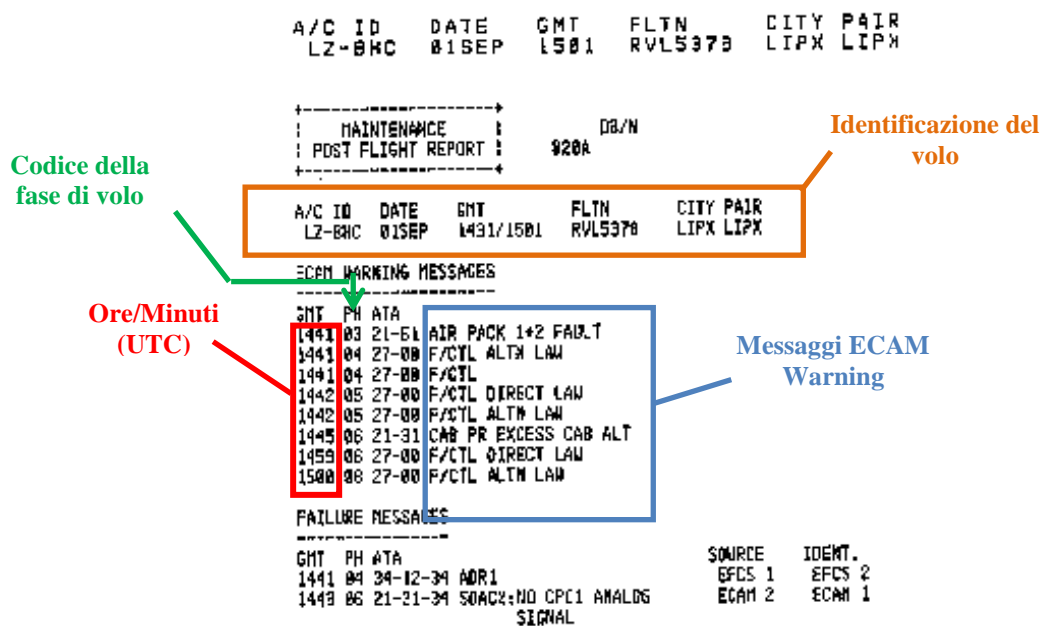 A/C ID DATE GMT FLTN CITY PAIR
LZ-BHC 01SEP 1501 RVL5378 LIPX LIPX
MAINTENANCE DB/N
POST FLIGHT REPORT 920A
Identificazione del
volo
Codice della
fase di volo
A/C ID DATE GMT FLTN CITY PAIR
LZ-BHC 01SEP 1431/1501 RVL5378 LIPX LIPX
ECAM WARNING MESSAGES
Ore/Minuti
(UTC)
GMT PH ATA
1441 03 21-61 AIR PACK 1+2 FAULT
1441 04 27-00 F/CTL ALTN LAW
1441 04 27-00 F/CTL
1442 05 27-00 F/CTL DIRECT LAW
1442 05 27-00 F/CTL ALTN LAW
1445 06 21-31 CAB PR EXCESS CAB ALT
1459 06 27-00 F/CTL DIRECT LAW
1500 08 27-00 F/CTL ALTN LAW
Messaggi ECAM
Warning
FAILURE MESSAGES
GMT PH ATA SOURCE IDENT.
1441 04 34-12-34 ADR1 EFCS 1 EFCS 2
1443 06 21-31-34 :NO CPC1 ANALOG ECAM 2 ECAM 1
SIGNAL